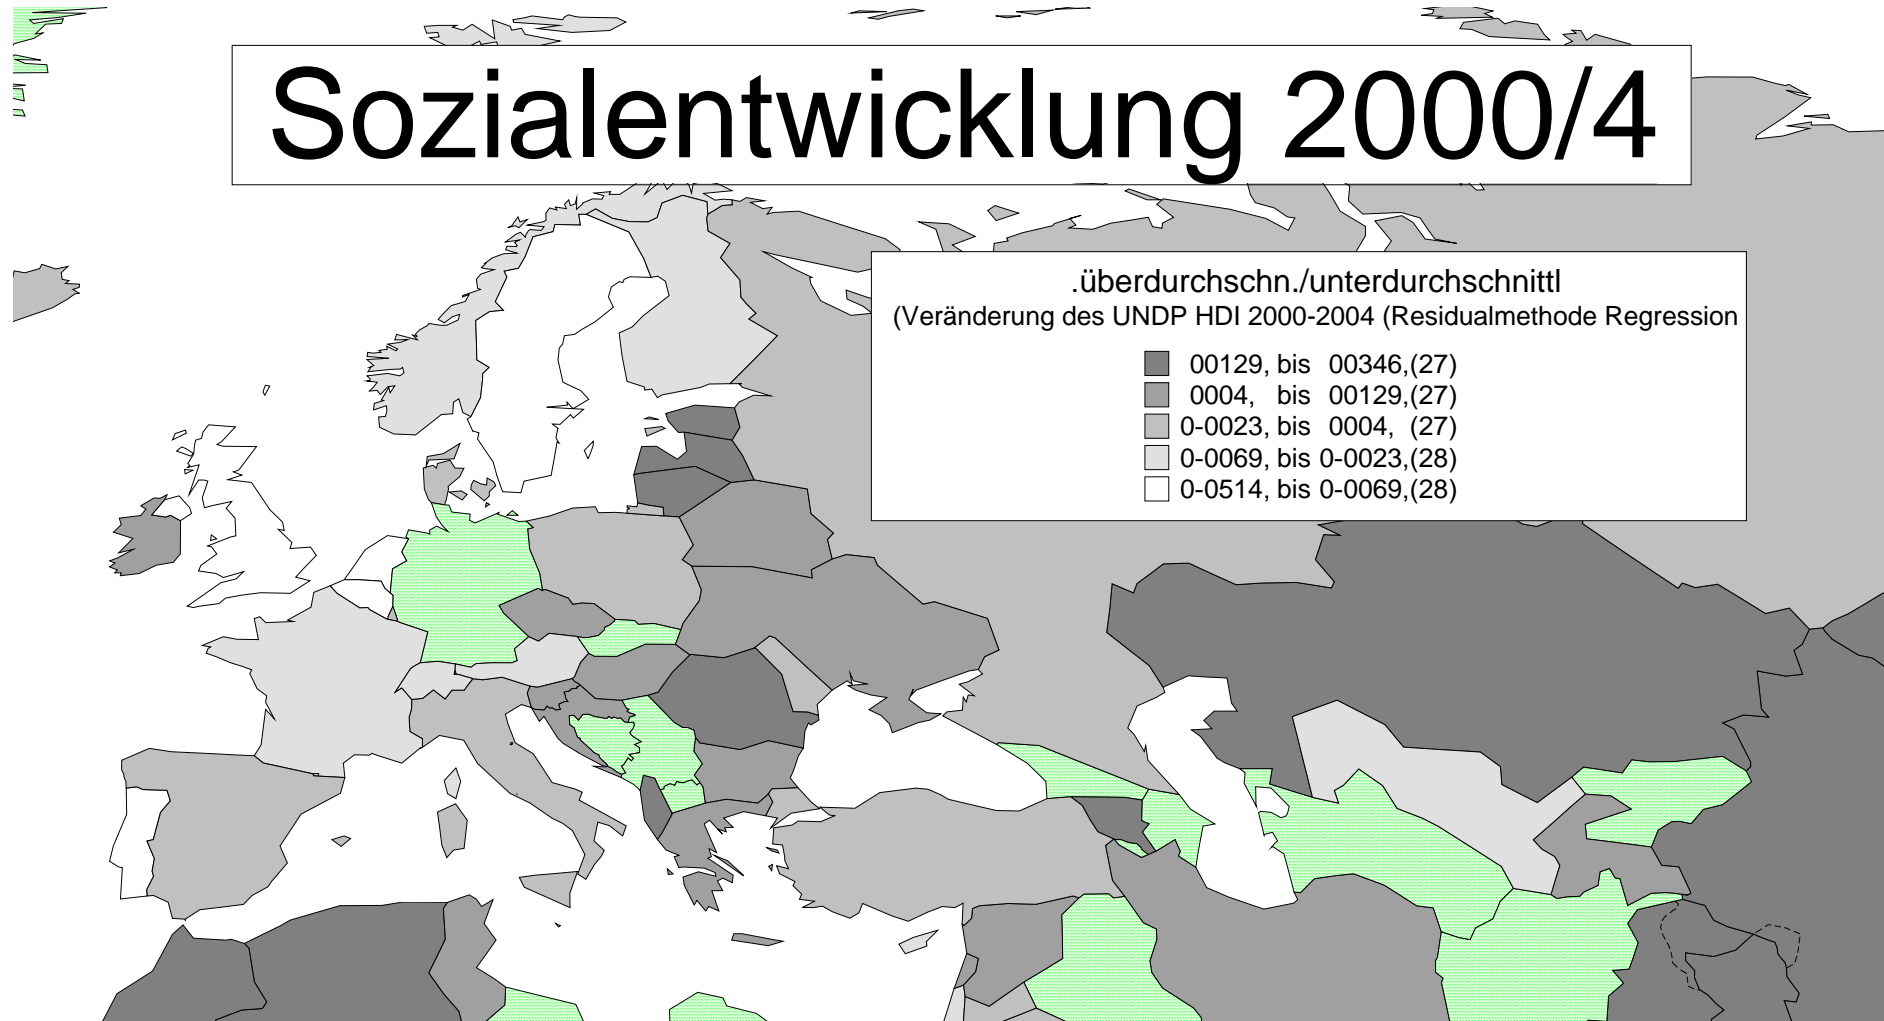 Sozialentwicklung 2000/4
.überdurchschn./unterdurchschnittl
(Veränderung des UNDP HDI 2000-2004 (Residualmethode Regression
00129, bis 00346,(27)
0004, bis 00129,(27)
0-0023, bis 0004, (27)
0-0069, bis 0-0023,(28)
0-0514, bis 0-0069,(28)